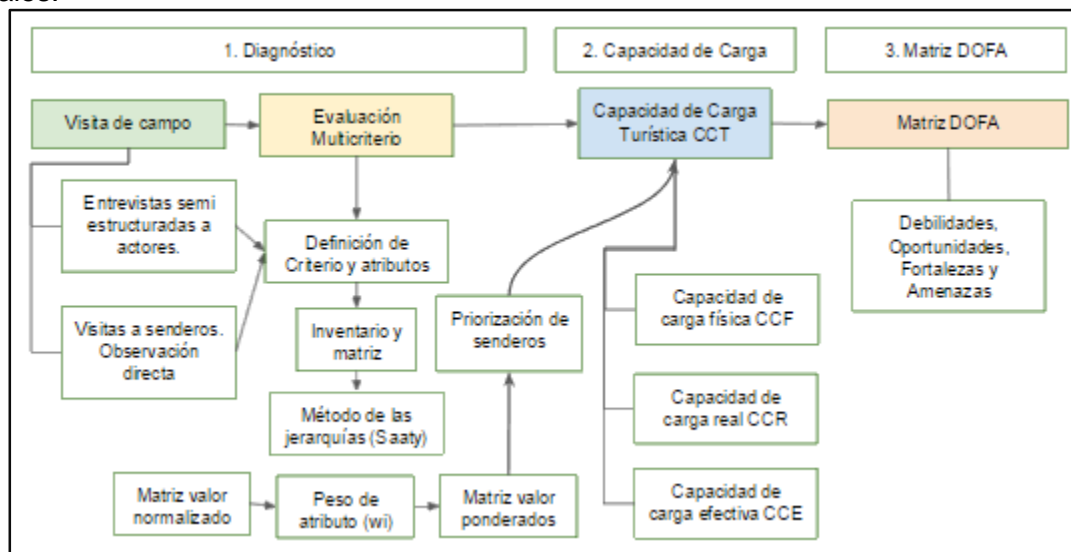 1. Diagnóstico
2. Capacidad de Carga
3. Matriz DOFA
Visita de campo
Evaluación
Multicriterio
Capacidad de Carga
Turística CCT
Matriz DOFA
Entrevistas semi
estructuradas a
actores.
Definición de
Criterio y atributos
Debilidades,
Oportunidades,
Fortalezas y
Amenazas
Visitas a senderos.
Observación
directa
Inventario y
matriz
Priorización de
senderos
Capacidad de
carga física CCF
Método de las
jerarquías (Saaty)
Capacidad de
carga real CCR
Matriz valor
normalizado
Peso de
atributo (wi)
Matriz valor
ponderados
Capacidad de
carga efectiva CCE